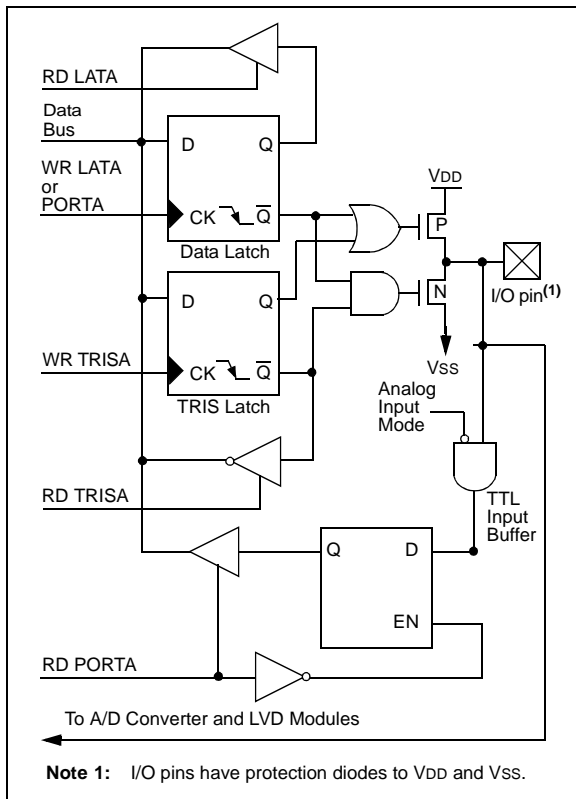 RD LATA
Data
Bus
WR LATA
or
PORTA
D Q
CK Q
Data Latch
D Q
CK Q
TRIS Latch
WR TRISA
RD TRISA
VDD
P
N
I/O pin(1)
VSS
Analog
Input
Mode
TTL
Input
Buffer
Q D
EN
RD PORTA
To A/D Converter and LVD Modules
Note 1: I/O pins have protection diodes to VDD and VSS.